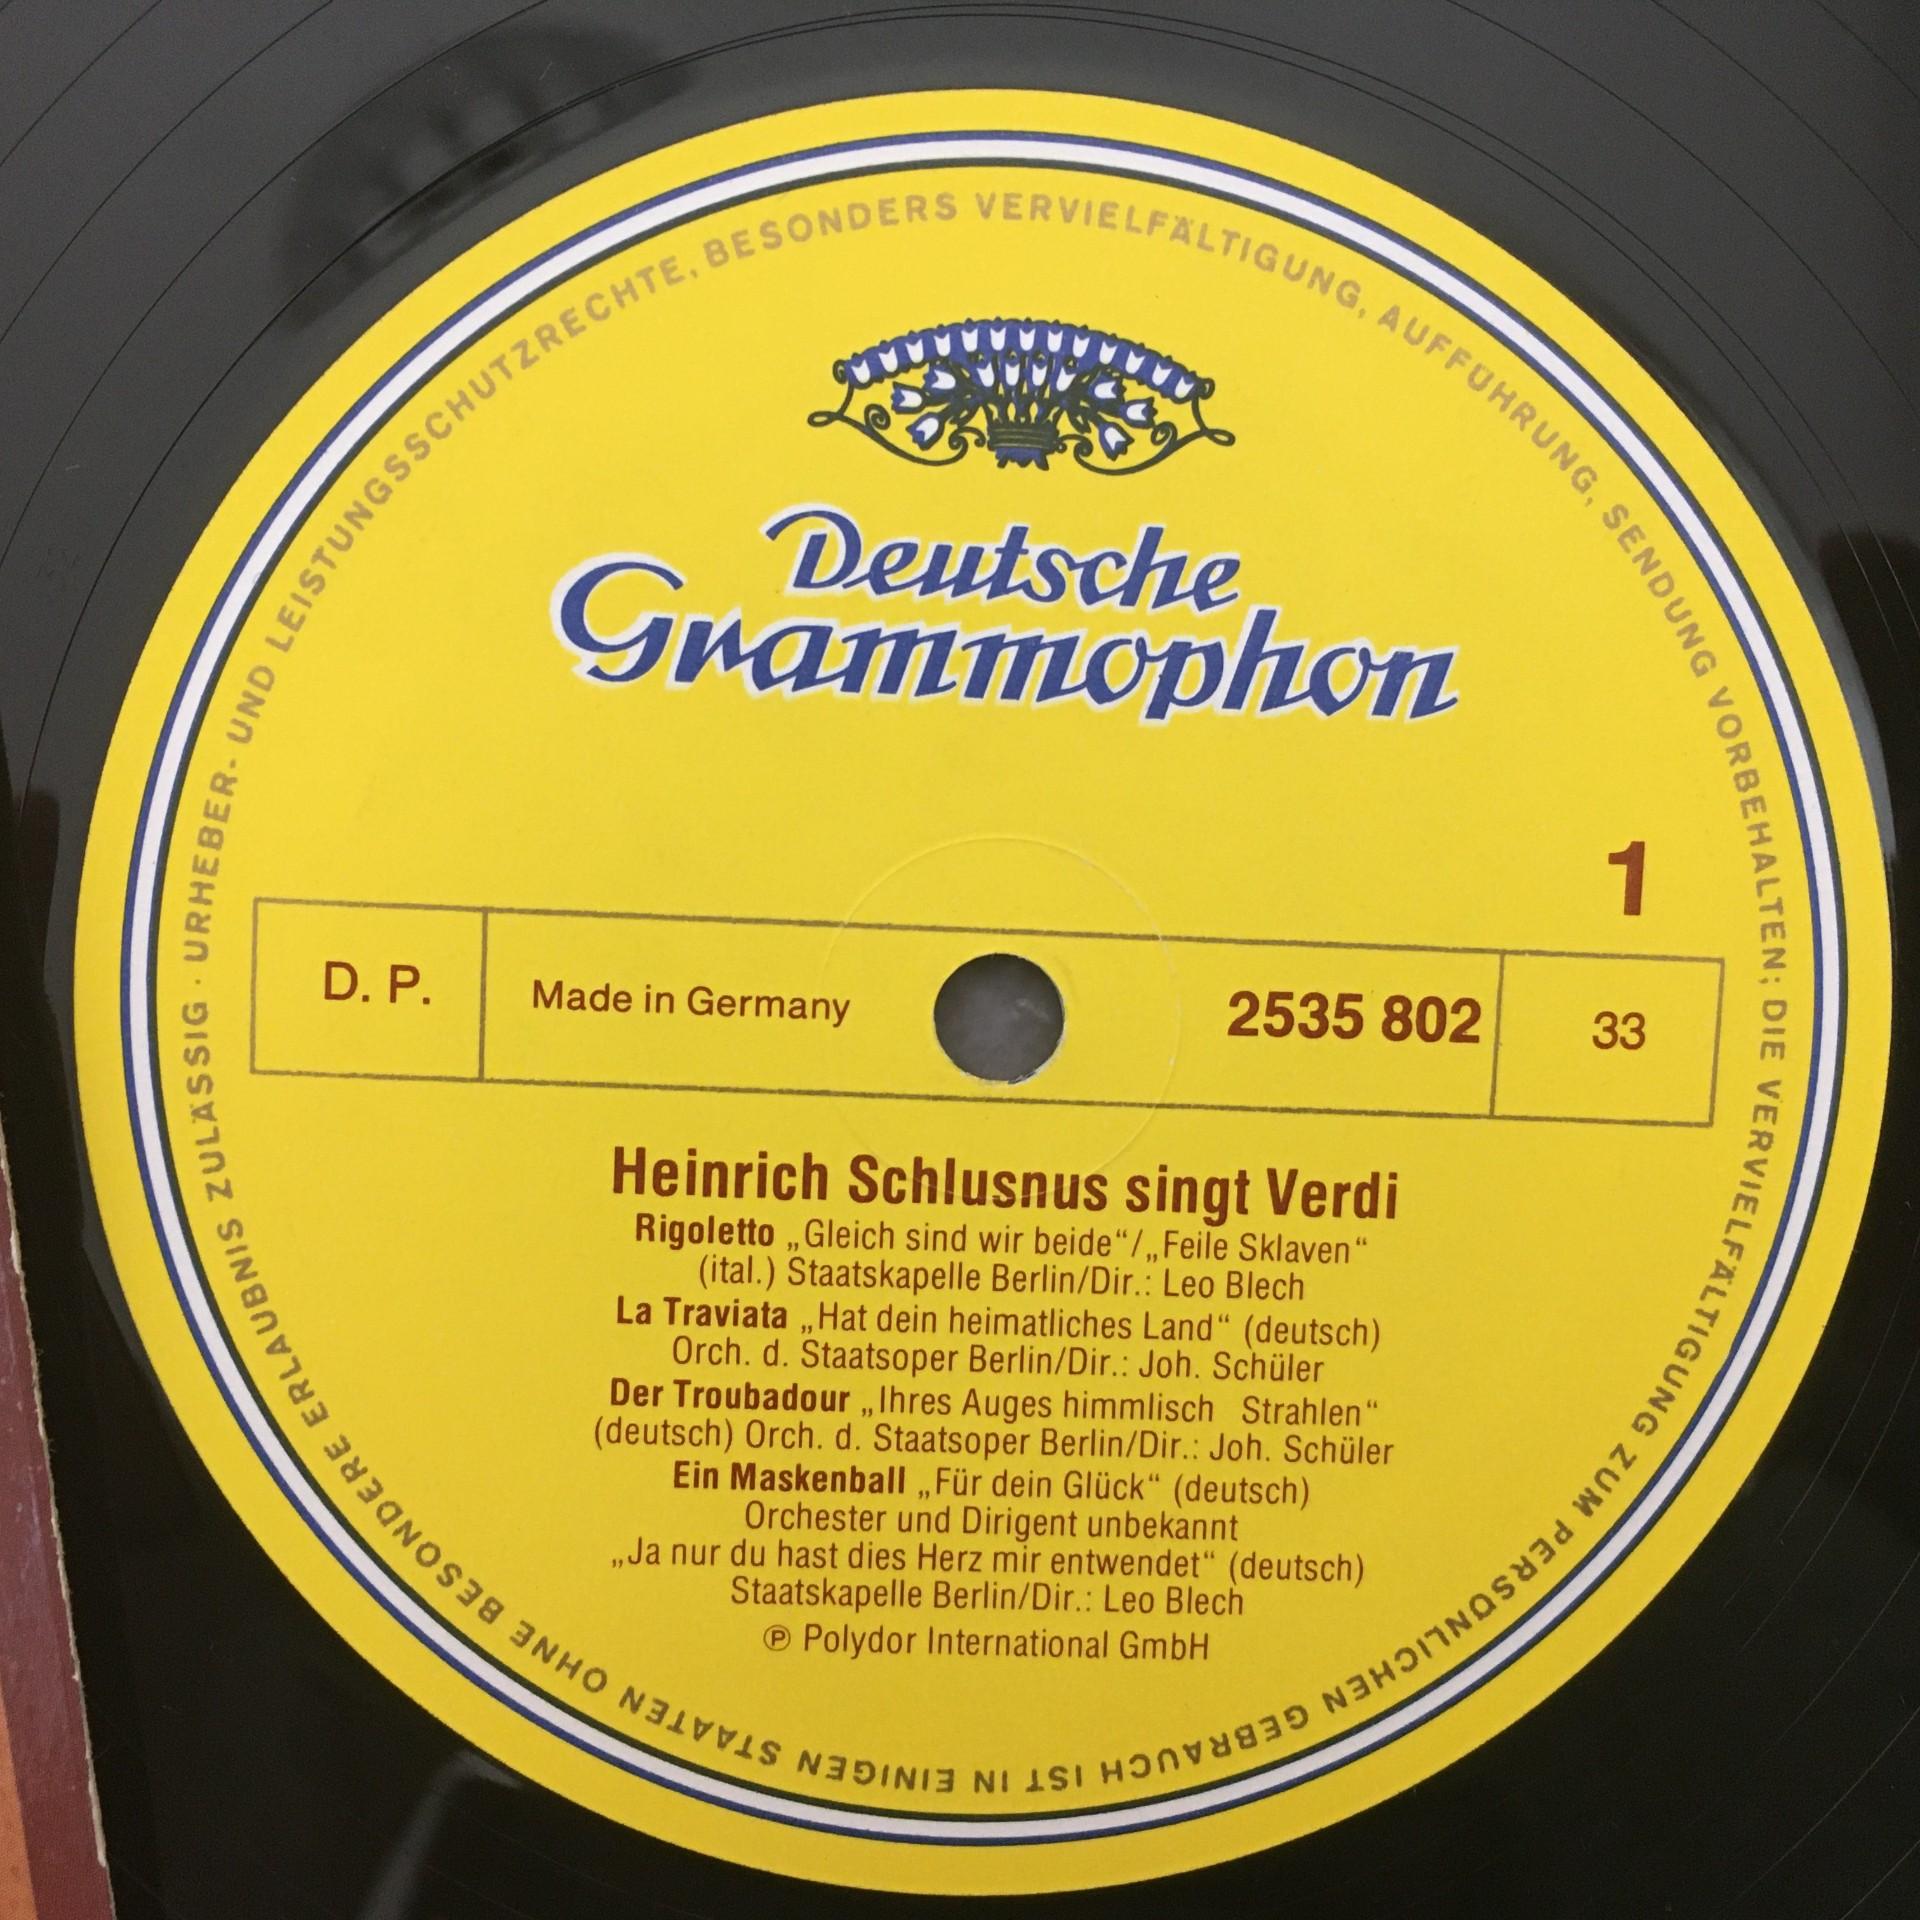 Deutsche
Grammophon
1
D. P.
Made in Germany
2535 802
33
Heinrich Schlusnus singt Verdi
Rigoletto „Gleich sind wir beide“/„Feile Sklaven“
(ital.) Staatskapelle Berlin/Dir.: Leo Blech
La Traviata „Hat dein heimatliches Land“ (deutsch)
Orch. d. Staatsoper Berlin/Dir.: Joh. Schüler
Der Troubadour „Ihres Auges himmlisch Strahlen“
(deutsch) Orch. d. Staatsoper Berlin/Dir.: Joh. Schüler
Ein Maskenball „Für dein Glück“ (deutsch)
Orchester und Dirigent unbekannt
„Ja nur du hast dies Herz mir entwendet“ (deutsch)
Staatskapelle Berlin/Dir.: Leo Blech
℗ Polydor International GmbH
URHEBER- UND LEISTUNGSSCHUTZRECHTE, BESONDERS VERVIELFÄLTIGUNG, AUFFÜHRUNG, SENDUNG VORBEHALTEN; DIE VERVIELFÄLTIGUNG ZUM PERSÖNLICHEN GEBRAUCH IST IN EINIGEN STAATEN OHNE BESONDERE ERLAUBNIS ZULÄSSIG ·